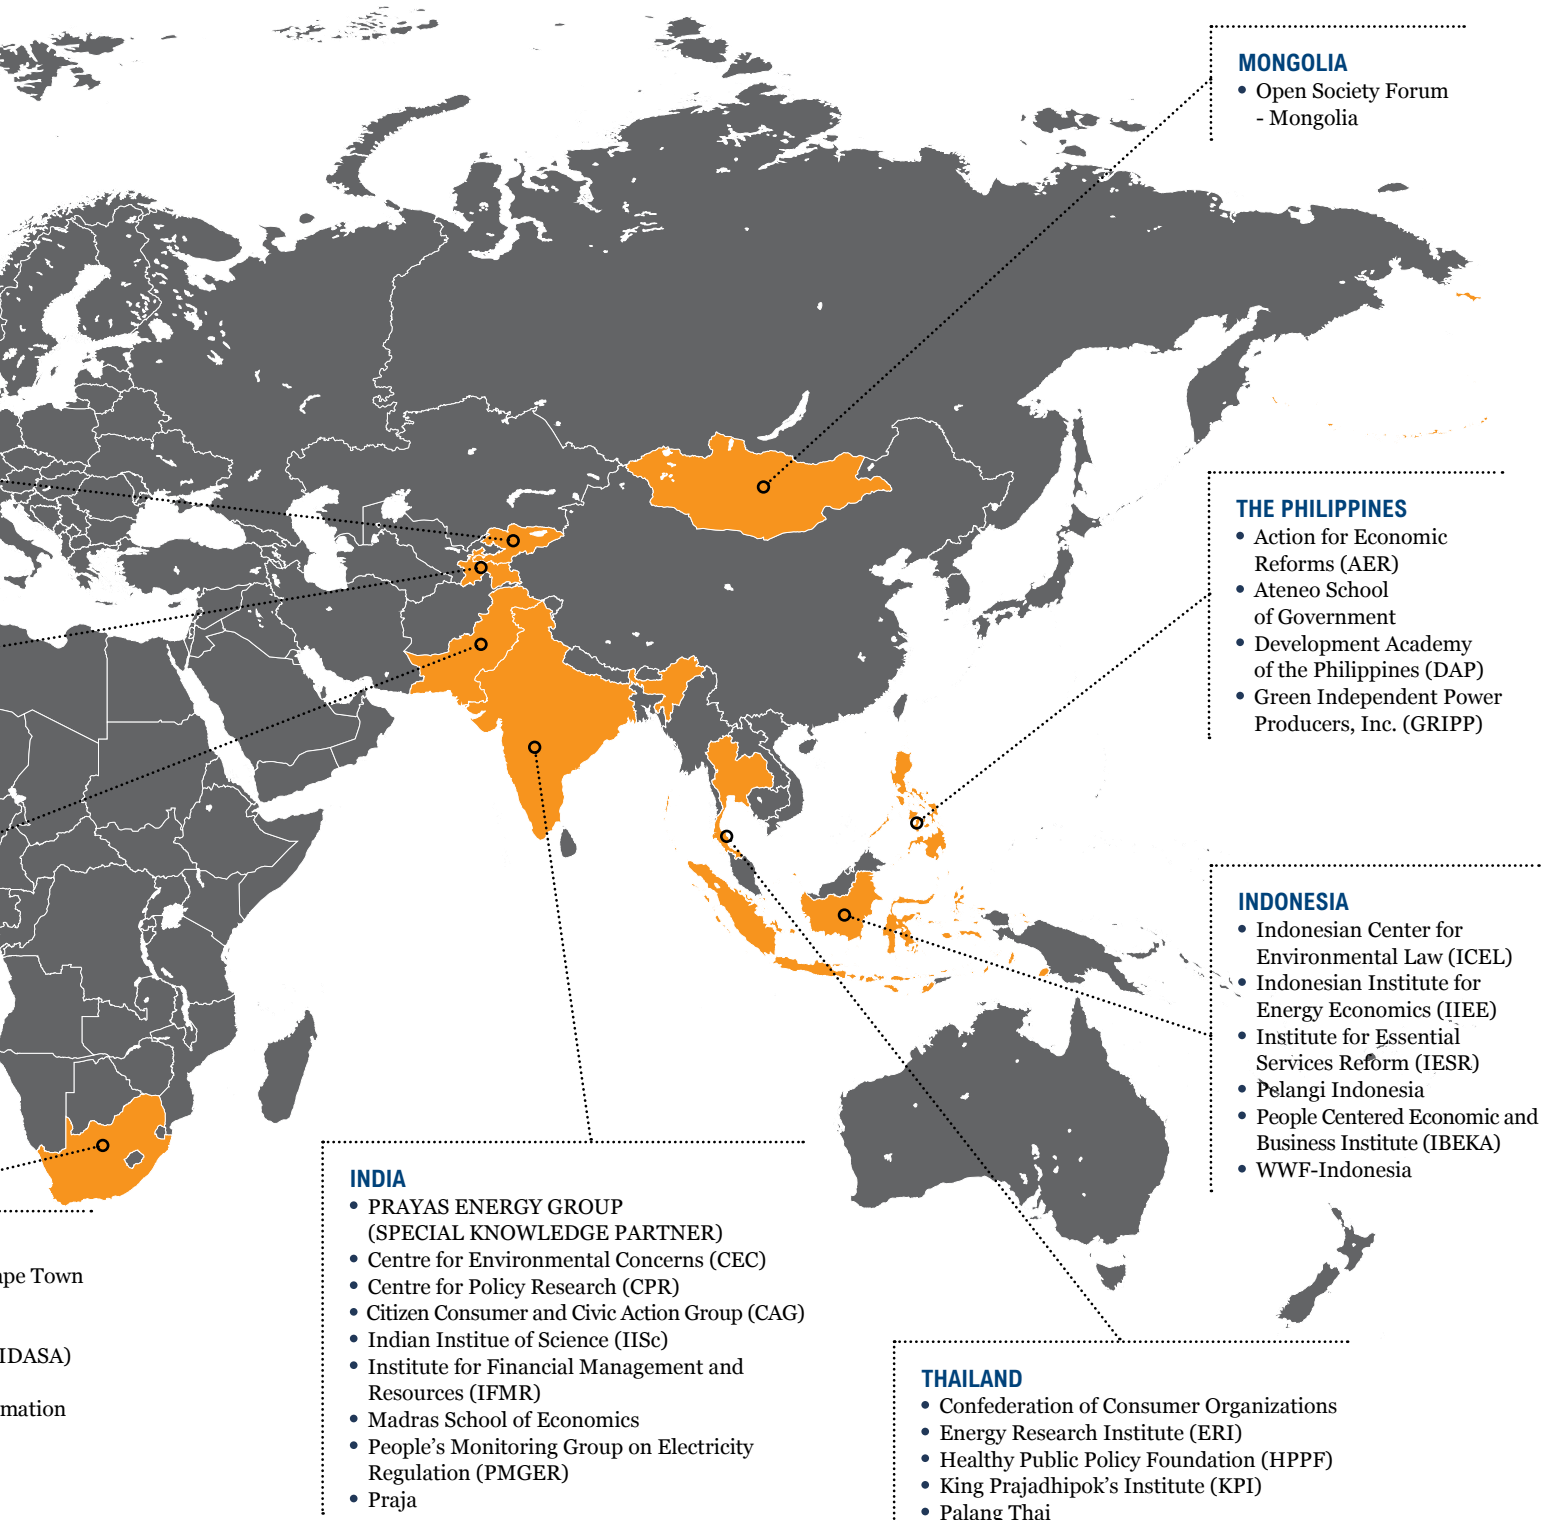 MONGOLIA
• Open Society Forum
- Mongolia
THE PHILIPPINES
• Action for Economic
Reforms (AER)
• Ateneo School
of Government
• Development Academy
of the Philippines (DAP)
• Green Independent Power
Producers, Inc. (GRIPP)
INDONESIA
• Indonesian Center for
Environmental Law (ICEL)
• Indonesian Institute for
Energy Economics (IIEE)
• Institute for Essential
Services Reform (IESR)
• Pelangi Indonesia
• People Centered Economic and
Business Institute (IBEKA)
• WWF-Indonesia
ape Town
IDASA)
mation
INDIA
• PRAYAS ENERGY GROUP
(SPECIAL KNOWLEDGE PARTNER)
• Centre for Environmental Concerns (CEC)
• Centre for Policy Research (CPR)
• Citizen Consumer and Civic Action Group (CAG)
• Indian Institue of Science (IISc)
• Institute for Financial Management and
Resources (IFMR)
• Madras School of Economics
• People’s Monitoring Group on Electricity
Regulation (PMGER)
• Praja
THAILAND
• Confederation of Consumer Organizations
• Energy Research Institute (ERI)
• Healthy Public Policy Foundation (HPPF)
• King Prajadhipok’s Institute (KPI)
• Palang Thai